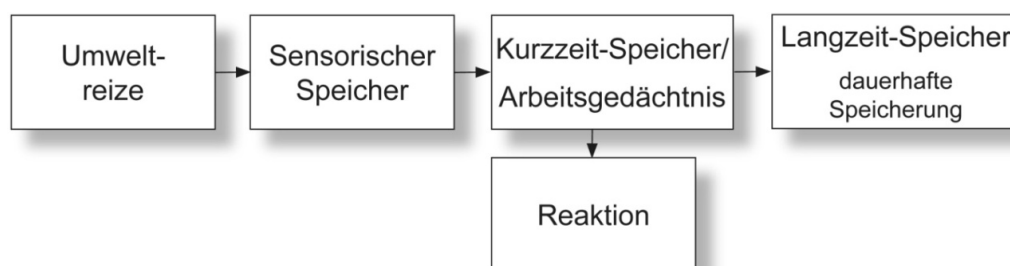 Umwelt-
reize
Sensorischer
Speicher
Kurzzeit-Speicher/
Arbeitsgedächtnis
Langzeit-Speicher
dauerhafte
Speicherung
Reaktion